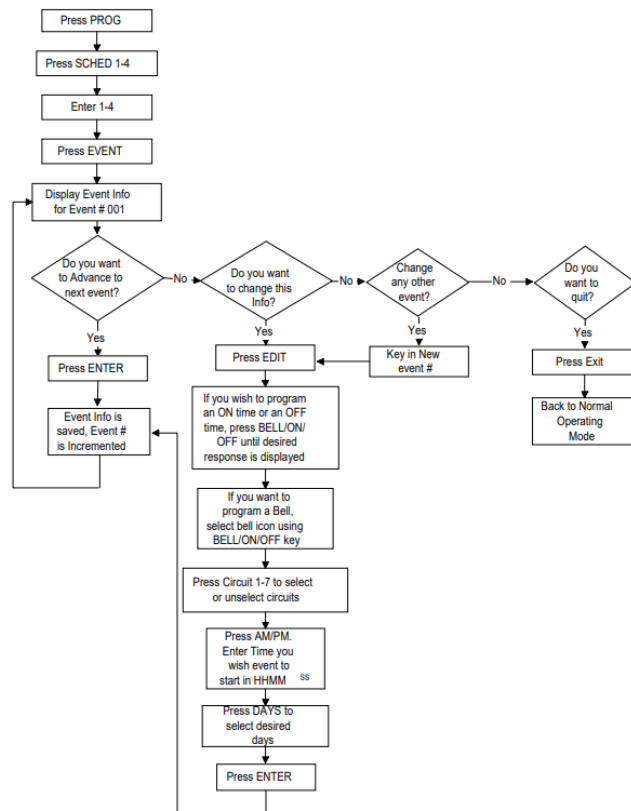 Press PROG
Press SCHED 1-4
Enter 1-4
Press EVENT
Display Event Info
for Event # 001
Do you want
to Advance to
next event?
No
Do you want
to change this
Info?
No
Change
any other
event?
No
Do you
want to
quit?
Yes
Yes
Yes
Yes
Press ENTER
Press EDIT
Key in New
event #
Press Exit
Event Info is
saved, Event #
is Incremented
If you wish to program
an ON time or an OFF
time, press BELL/ON/
OFF until desired
response is displayed
Back to Normal
Operating
Mode
If you want to
program a Bell,
select bell icon using
BELL/ON/OFF key
Press Circuit 1-7 to select
or unselect circuits
Press AM/PM.
Enter Time you
wish event to
start in HHMM ss
Press DAYS to
select desired
days
Press ENTER